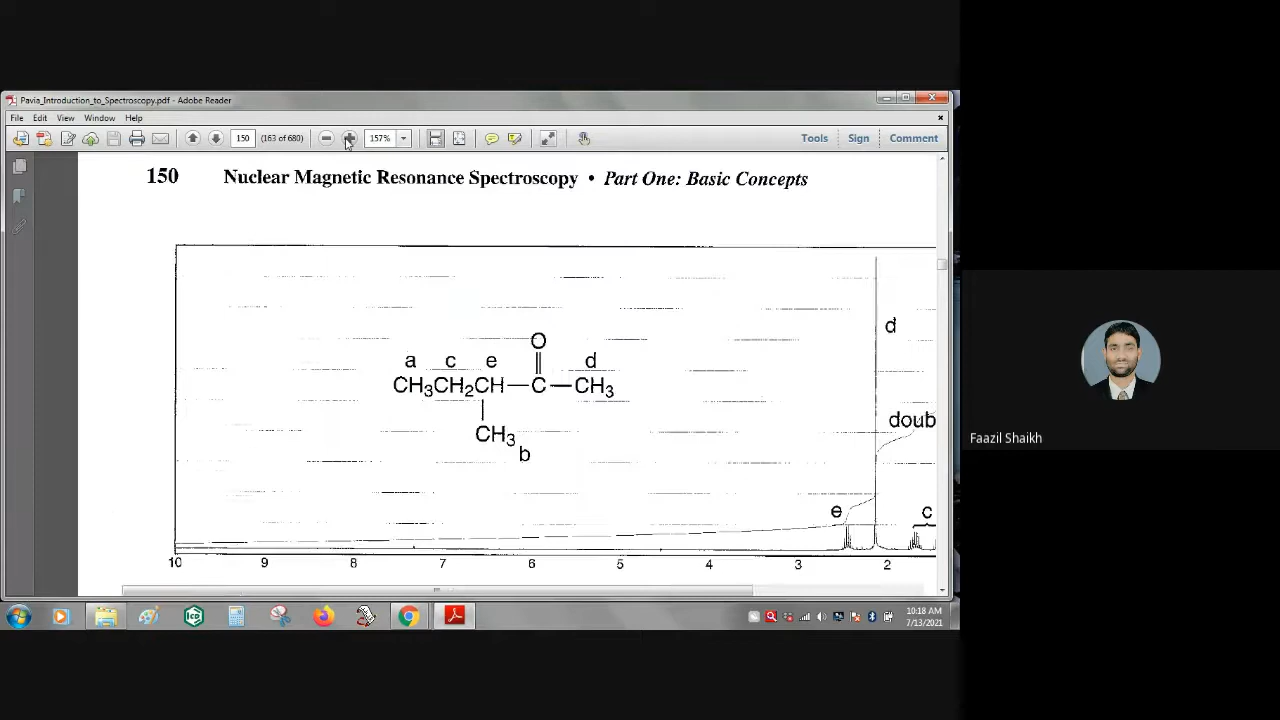 Pavia_Introduction_to_Spectroscopy.pdf - Adobe Reader
File Edit View Window Help
150 (163 of 680) 157% Tools Sign Comment
150 Nuclear Magnetic Resonance Spectroscopy • Part One: Basic Concepts
d
O
a c e d
CH3CH2CH—C—CH3
doub
CH3
b
e c
10 9 8 7 6 5 4 3 2
Faazil Shaikh
10:18 AM
7/13/2021